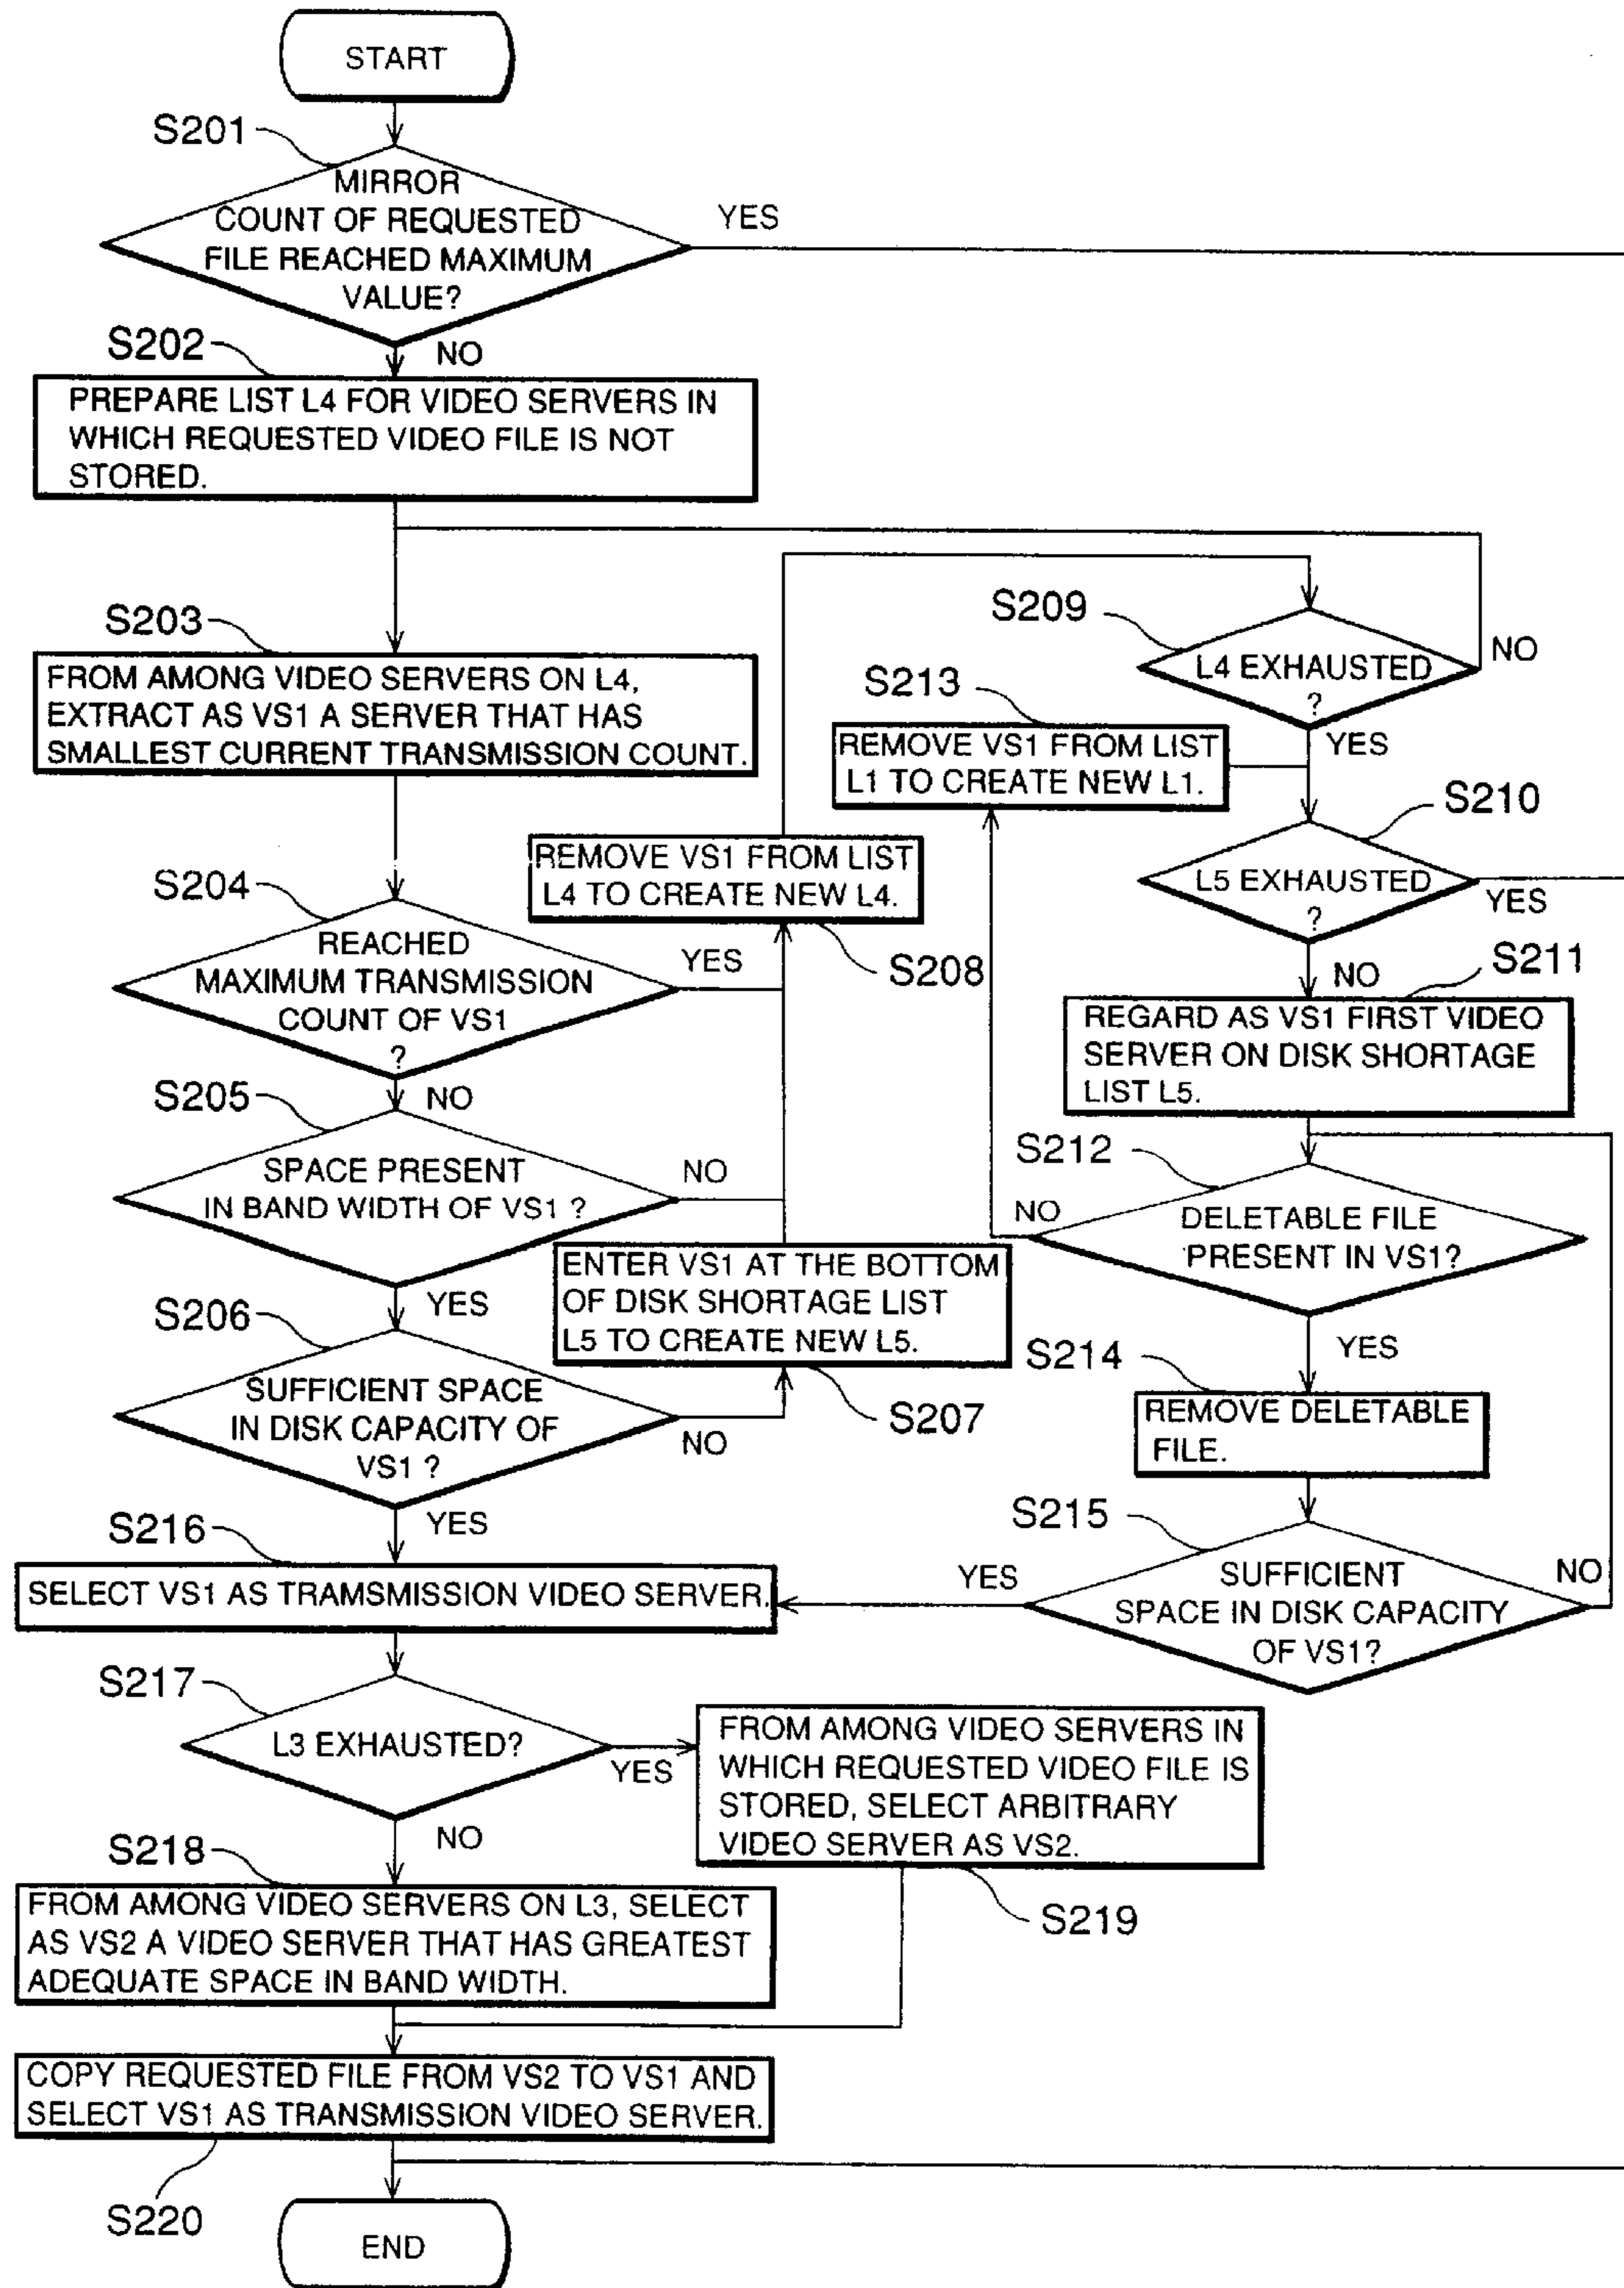 START
S201
MIRROR
COUNT OF REQUESTED
FILE REACHED MAXIMUM
VALUE?
YES
NO
S202
PREPARE LIST L4 FOR VIDEO SERVERS IN
WHICH REQUESTED VIDEO FILE IS NOT
STORED.
S203
FROM AMONG VIDEO SERVERS ON L4,
EXTRACT AS VS1 A SERVER THAT HAS
SMALLEST CURRENT TRANSMISSION COUNT.
S204
REACHED
MAXIMUM TRANSMISSION
COUNT OF VS1
?
YES
NO
S205
SPACE PRESENT
IN BAND WIDTH OF VS1 ?
NO
YES
S206
SUFFICIENT SPACE
IN DISK CAPACITY OF
VS1 ?
NO
YES
ENTER VS1 AT THE BOTTOM
OF DISK SHORTAGE LIST
L5 TO CREATE NEW L5.
S207
REMOVE VS1 FROM LIST
L4 TO CREATE NEW L4.
S208
S209
L4 EXHAUSTED
?
NO
YES
S213
REMOVE VS1 FROM LIST
L1 TO CREATE NEW L1.
S210
L5 EXHAUSTED
?
YES
NO
S211
REGARD AS VS1 FIRST VIDEO
SERVER ON DISK SHORTAGE
LIST L5.
S212
DELETABLE FILE
PRESENT IN VS1?
NO
YES
S214
REMOVE DELETABLE
FILE.
S215
SUFFICIENT
SPACE IN DISK CAPACITY
OF VS1?
YES
NO
S216
SELECT VS1 AS TRAMSMISSION VIDEO SERVER.
S217
L3 EXHAUSTED?
YES
NO
FROM AMONG VIDEO SERVERS IN
WHICH REQUESTED VIDEO FILE IS
STORED, SELECT ARBITRARY
VIDEO SERVER AS VS2.
S219
S218
FROM AMONG VIDEO SERVERS ON L3, SELECT
AS VS2 A VIDEO SERVER THAT HAS GREATEST
ADEQUATE SPACE IN BAND WIDTH.
COPY REQUESTED FILE FROM VS2 TO VS1 AND
SELECT VS1 AS TRANSMISSION VIDEO SERVER.
S220
END